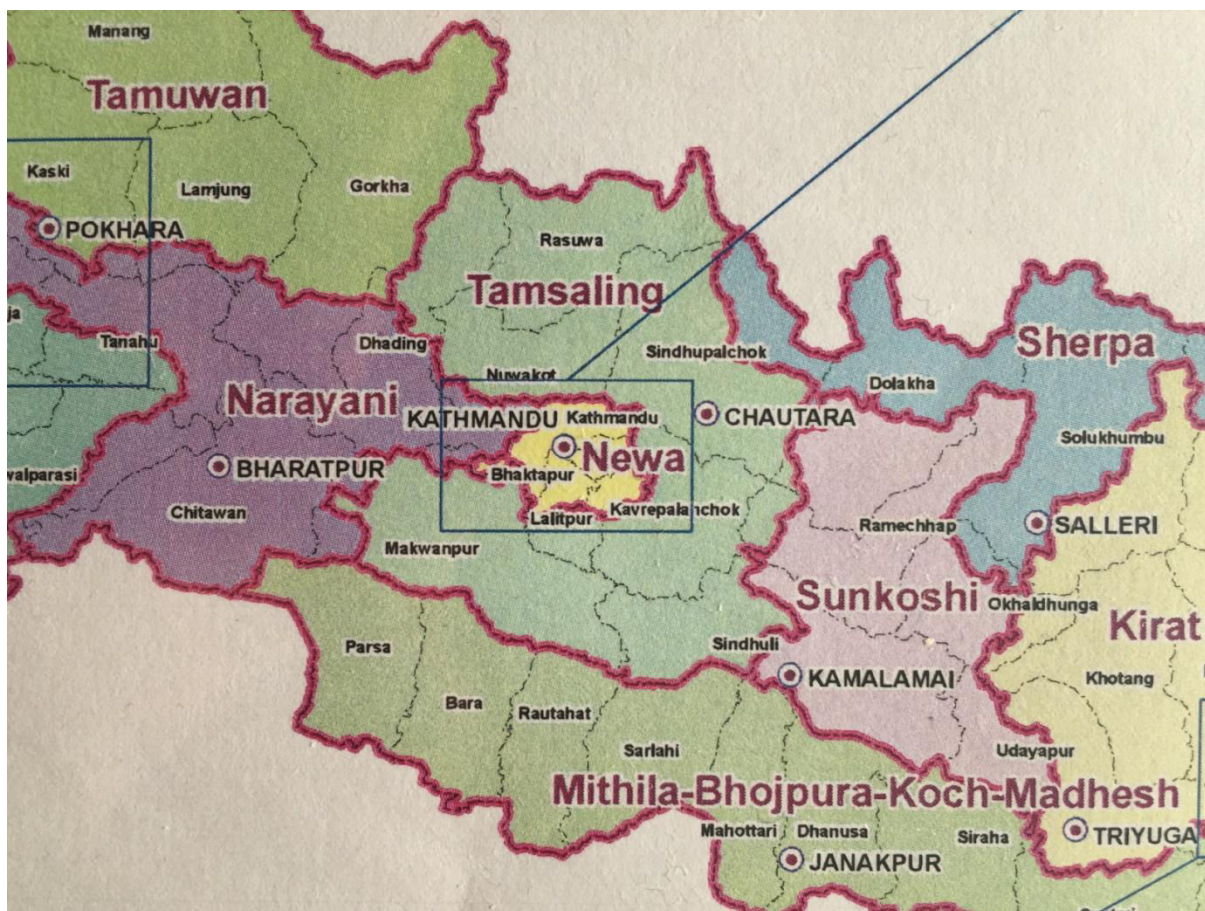 Manang
Tamuwan
Kaski
Lamjung
Gorkha
POKHARA
Rasuwa
Tamsaling
Tanahu
Dhading
Sindhupalchok
Sherpa
Nuwakot
Dolakha
Narayani
KATHMANDU
Kathmandu
CHAUTARA
Solukhumbu
BHARATPUR
Bhaktapur
Newa
walparasi
Chitawan
Lalitpur
Kavrepalanchok
Ramechhap
SALLERI
Makwanpur
Sunkoshi
Okhaldhunga
Kirat
Parsa
Sindhuli
KAMALAMAI
Khotang
Bara
Rautahat
Sarlahi
Udayapur
Mithila-Bhojpura-Koch-Madhesh
Mahottari
Dhanusa
Siraha
TRIYUGA
JANAKPUR